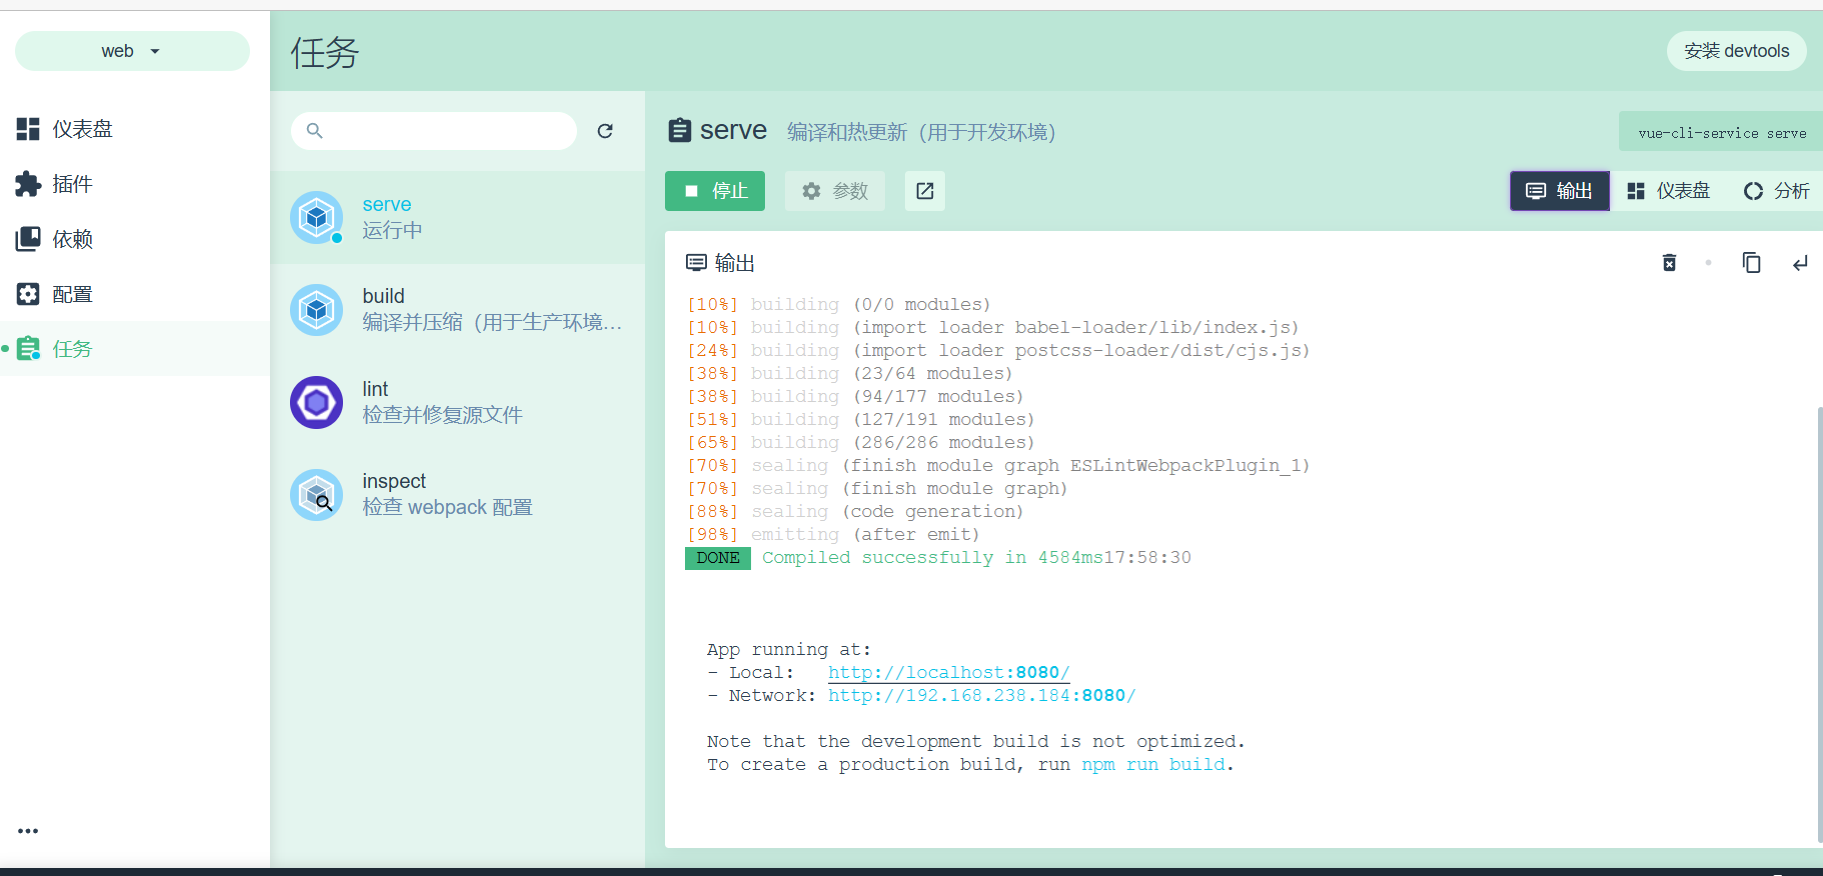 web
任务
安装 devtools
仪表盘
插件
依赖
配置
任务
serve
运行中
build
编译并压缩（用于生产环境…
lint
检查并修复源文件
inspect
检查 webpack 配置
serve 编译和热更新（用于开发环境）
vue-cli-service serve
停止 参数
输出 仪表盘 分析
输出
[10%] building (0/0 modules)
[10%] building (import loader babel-loader/lib/index.js)
[24%] building (import loader postcss-loader/dist/cjs.js)
[38%] building (23/64 modules)
[38%] building (94/177 modules)
[51%] building (127/191 modules)
[65%] building (286/286 modules)
[70%] sealing (finish module graph ESLintWebpackPlugin_1)
[70%] sealing (finish module graph)
[88%] sealing (code generation)
[98%] emitting (after emit)
DONE Compiled successfully in 4584ms17:58:30
App running at:
- Local: http://localhost:8080/
- Network: http://192.168.238.184:8080/
Note that the development build is not optimized.
To create a production build, run npm run build.